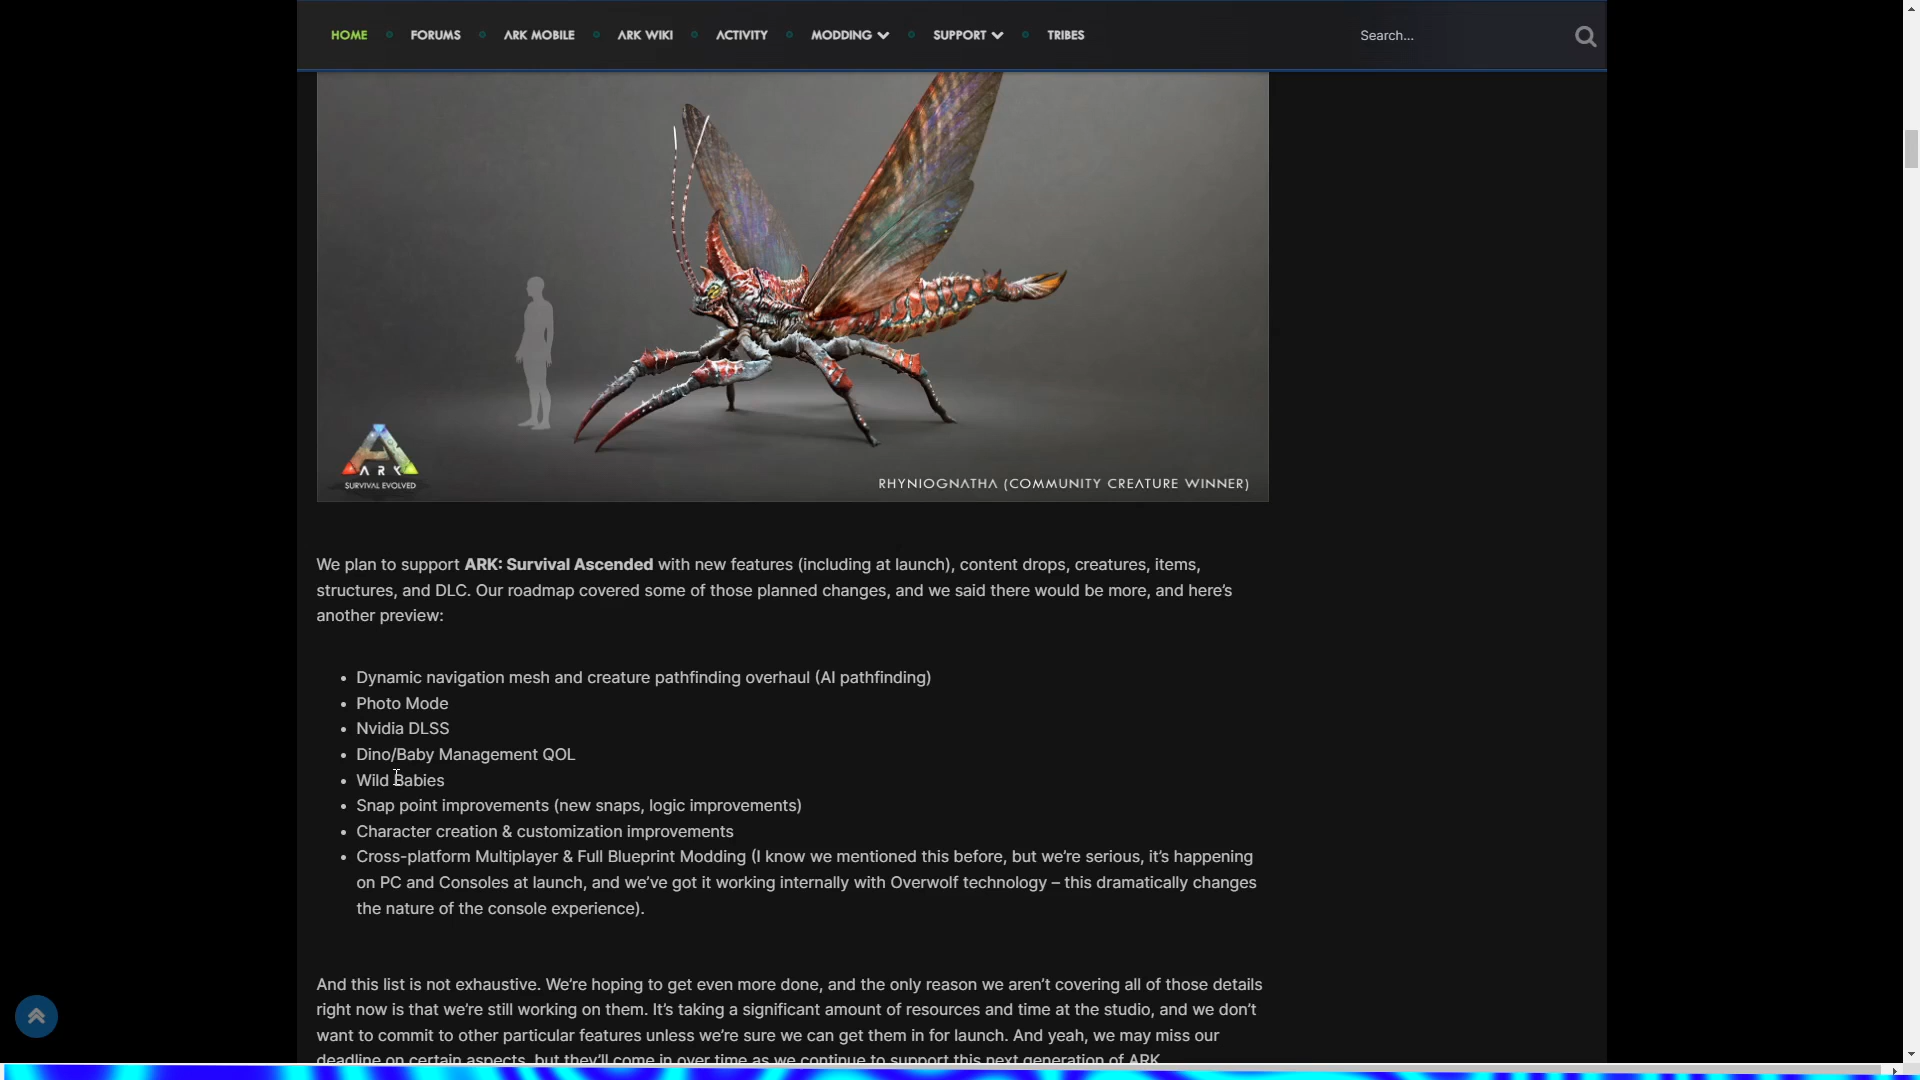 HOME FORUMS ARK MOBILE ARK WIKI ACTIVITY MODDING SUPPORT TRIBES Search...
ARK
SURVIVAL EVOLVED
RHYNIOGNATHA (COMMUNITY CREATURE WINNER)
We plan to support ARK: Survival Ascended with new features (including at launch), content drops, creatures, items,
structures, and DLC. Our roadmap covered some of those planned changes, and we said there would be more, and here's
another preview:
• Dynamic navigation mesh and creature pathfinding overhaul (AI pathfinding)
• Photo Mode
• Nvidia DLSS
• Dino/Baby Management QOL
• Wild Babies
• Snap point improvements (new snaps, logic improvements)
• Character creation & customization improvements
• Cross-platform Multiplayer & Full Blueprint Modding (I know we mentioned this before, but we're serious, it's happening
on PC and Consoles at launch, and we've got it working internally with Overwolf technology – this dramatically changes
the nature of the console experience).
And this list is not exhaustive. We're hoping to get even more done, and the only reason we aren't covering all of those details
right now is that we're still working on them. It's taking a significant amount of resources and time at the studio, and we don't
want to commit to other particular features unless we're sure we can get them in for launch. And yeah, we may miss our
deadline on certain aspects, but they'll come in over time as we continue to support this next generation of ARK.